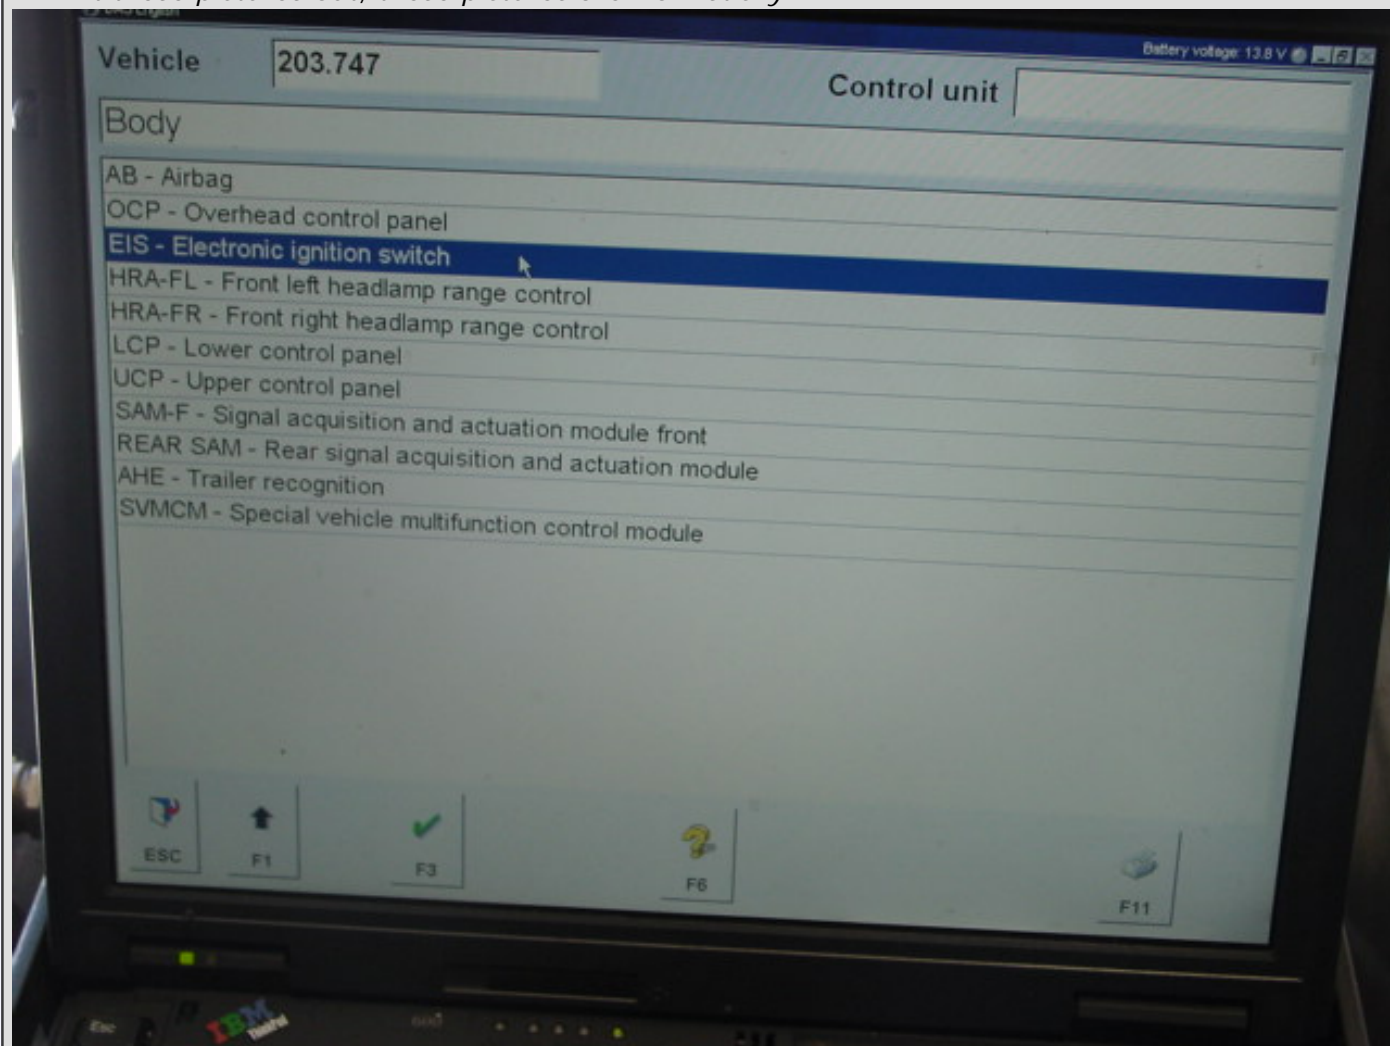 Battery voltage: 13.8 V
Vehicle 203.747 Control unit
Body
AB - Airbag
OCP - Overhead control panel
EIS - Electronic ignition switch
HRA-FL - Front left headlamp range control
HRA-FR - Front right headlamp range control
LCP - Lower control panel
UCP - Upper control panel
SAM-F - Signal acquisition and actuation module front
REAR SAM - Rear signal acquisition and actuation module
AHE - Trailer recognition
SVMCM - Special vehicle multifunction control module
ESC F1 F3 F6 F11
Esc IBM
ThinkPad